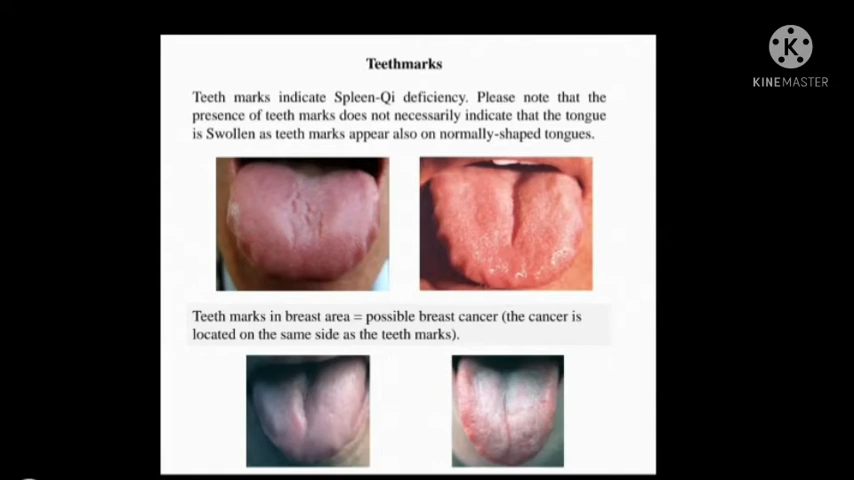 Teethmarks
Teeth marks indicate Spleen-Qi deficiency. Please note that the
presence of teeth marks does not necessarily indicate that the tongue
is Swollen as teeth marks appear also on normally-shaped tongues.
Teeth marks in breast area = possible breast cancer (the cancer is
located on the same side as the teeth marks).
K
KINEMASTER